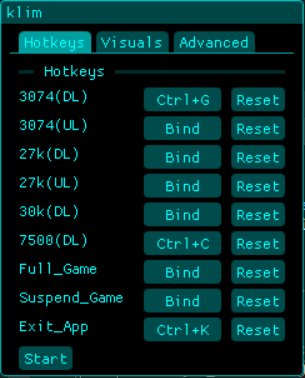 klim
Hotkeys Visuals Advanced
Hotkeys
3074(DL) Ctrl+G Reset
3074(UL) Bind Reset
27k(DL) Bind Reset
27k(UL) Bind Reset
30k(DL) Bind Reset
7500(DL) Ctrl+C Reset
Full_Game Bind Reset
Suspend_Game Bind Reset
Exit_App Ctrl+K Reset
Start